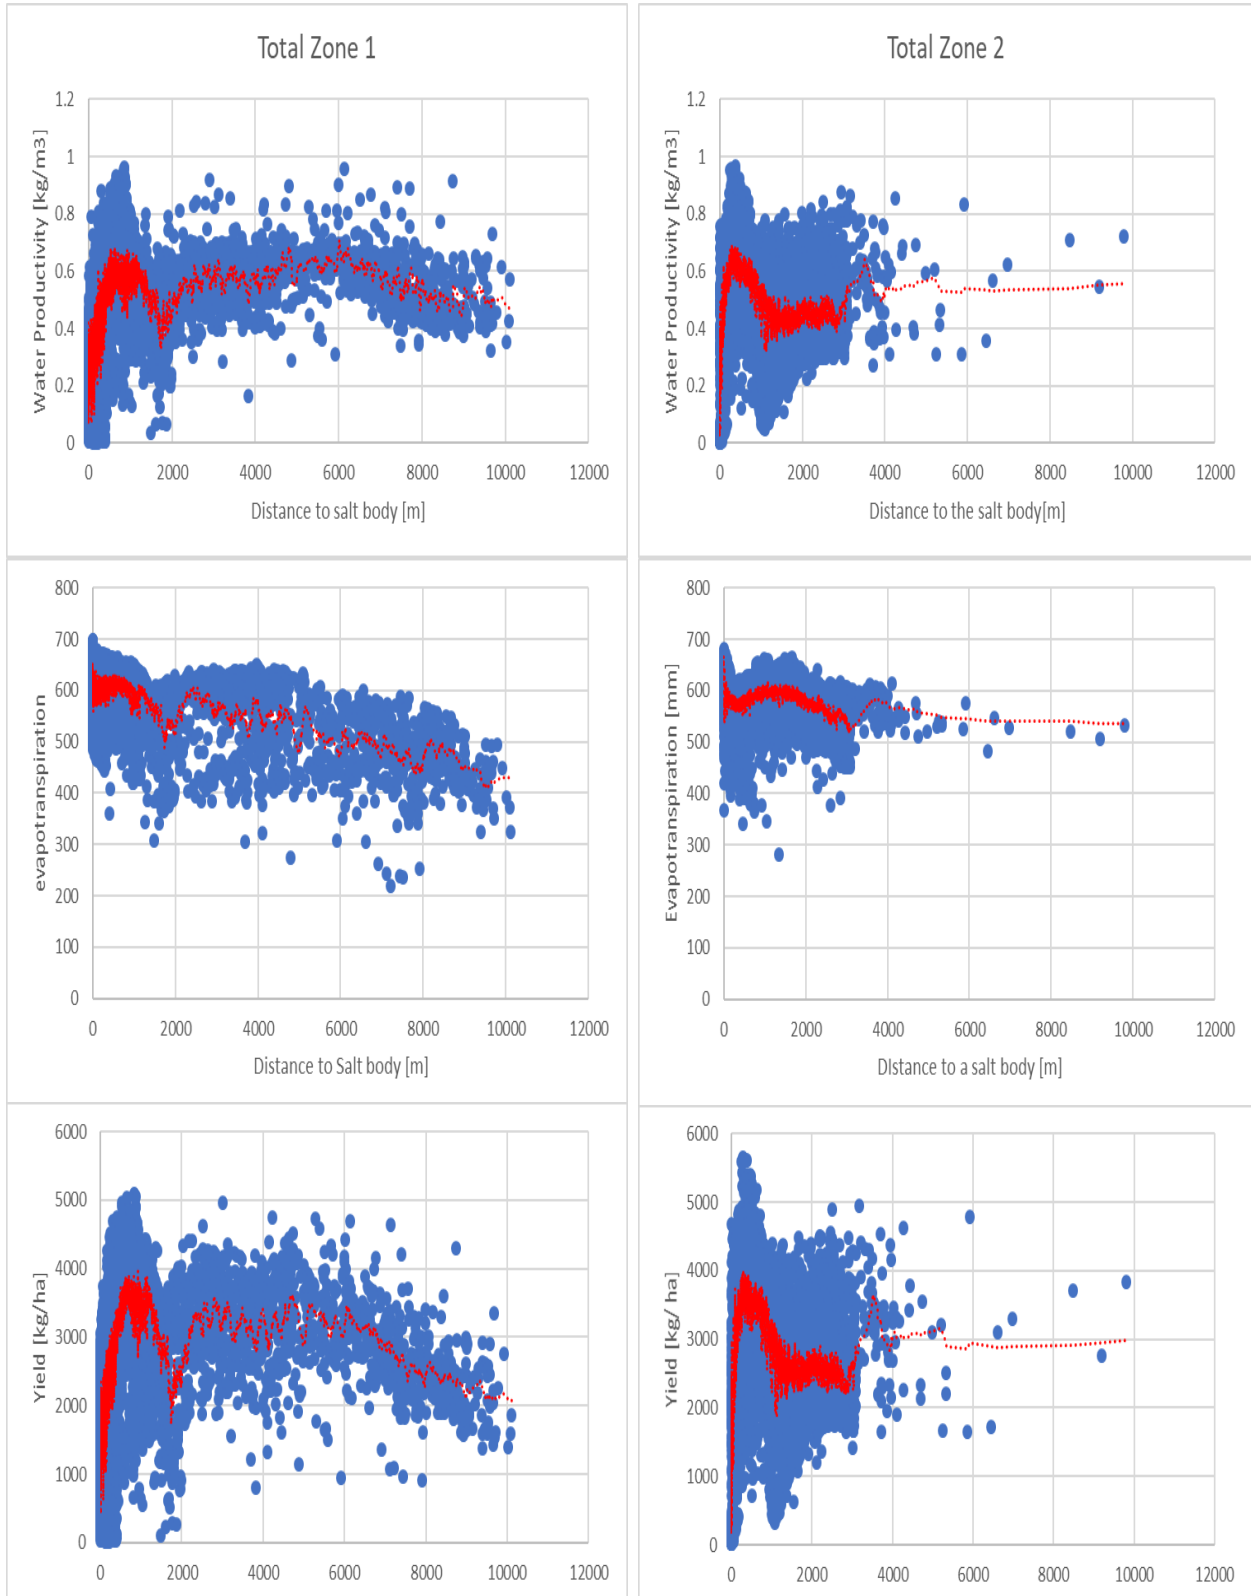 Total Zone 1
Water Productivity [kg/m3]
1.2
1
0.8
0.6
0.4
0.2
0
0 2000 4000 6000 8000 10000 12000
Distance to salt body [m]
Total Zone 2
Water Productivity [kg/m3]
1.2
1
0.8
0.6
0.4
0.2
0
0 2000 4000 6000 8000 10000 12000
Distance to the salt body[m]
evapotranspiration
800
700
600
500
400
300
200
100
0
0 2000 4000 6000 8000 10000 12000
Distance to Salt body [m]
Evapotranspiration [mm]
800
700
600
500
400
300
200
100
0
0 2000 4000 6000 8000 10000 12000
DIstance to a salt body [m]
Yield [kg/ha]
6000
5000
4000
3000
2000
1000
0
0 2000 4000 6000 8000 10000 12000
Yield [kg/ ha]
6000
5000
4000
3000
2000
1000
0
0 2000 4000 6000 8000 10000 12000